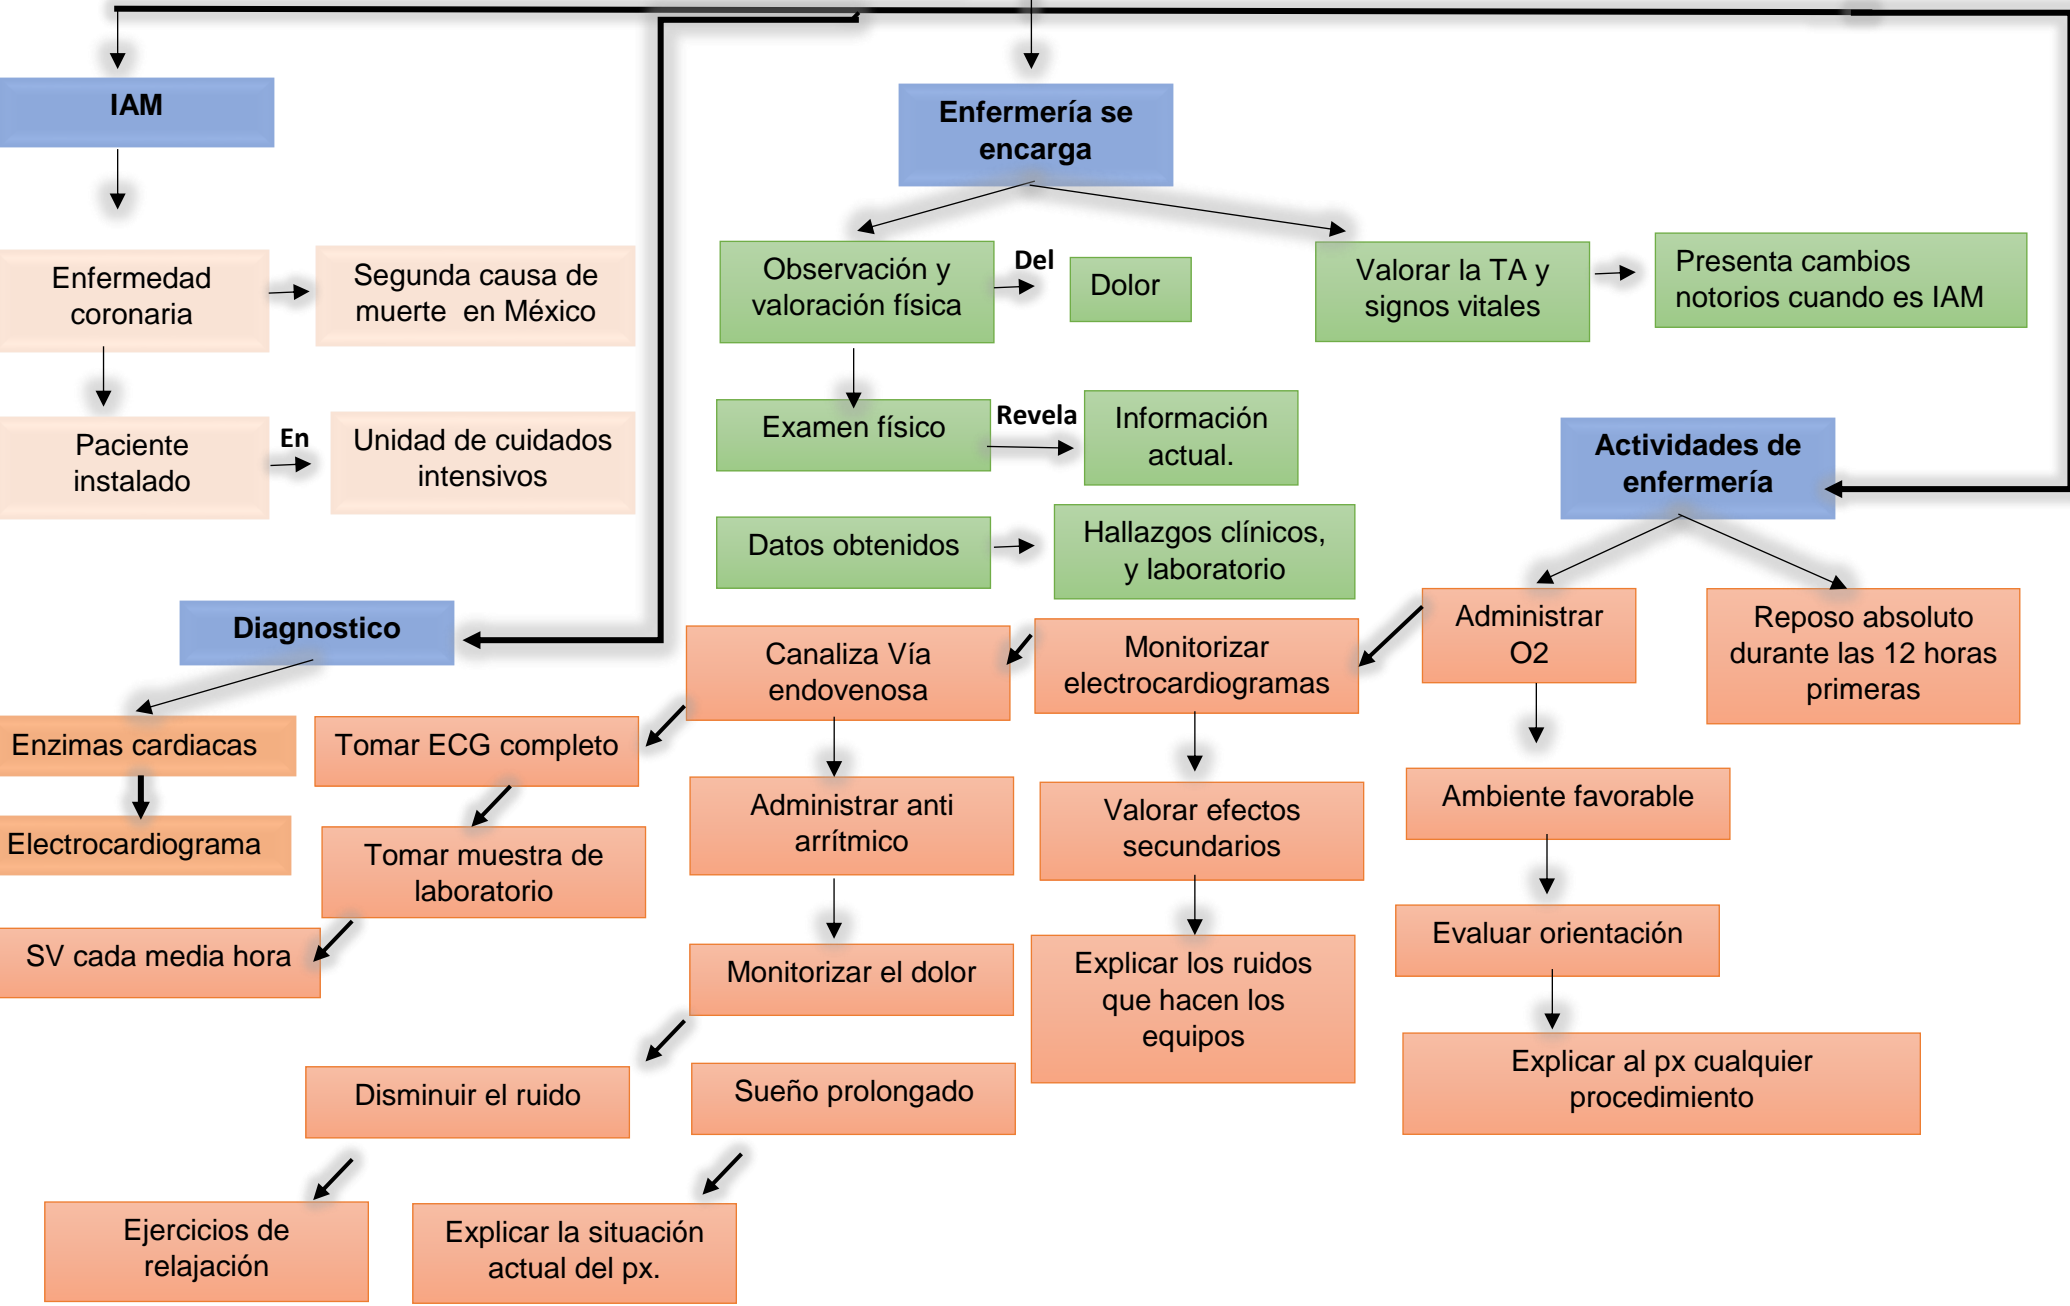 IAM
Enfermería se
encarga
Enfermedad
coronaria
Segunda causa de
muerte  en México
Observación y
valoración física
Del
Dolor
Valorar la TA y
signos vitales
Presenta cambios
notorios cuando es IAM
Paciente
instalado
En
Unidad de cuidados
intensivos
Examen físico
Revela
Información
actual.
Actividades de
enfermería
Datos obtenidos
Hallazgos clínicos,
y laboratorio
Diagnostico
Canaliza Vía
endovenosa
Monitorizar
electrocardiogramas
Administrar
O2
Reposo absoluto
durante las 12 horas
primeras
Enzimas cardiacas
Tomar ECG completo
Administrar anti
arrítmico
Valorar efectos
secundarios
Ambiente favorable
Electrocardiograma
Tomar muestra de
laboratorio
SV cada media hora
Monitorizar el dolor
Explicar los ruidos
que hacen los
equipos
Evaluar orientación
Disminuir el ruido
Sueño prolongado
Explicar al px cualquier
procedimiento
Ejercicios de
relajación
Explicar la situación
actual del px.